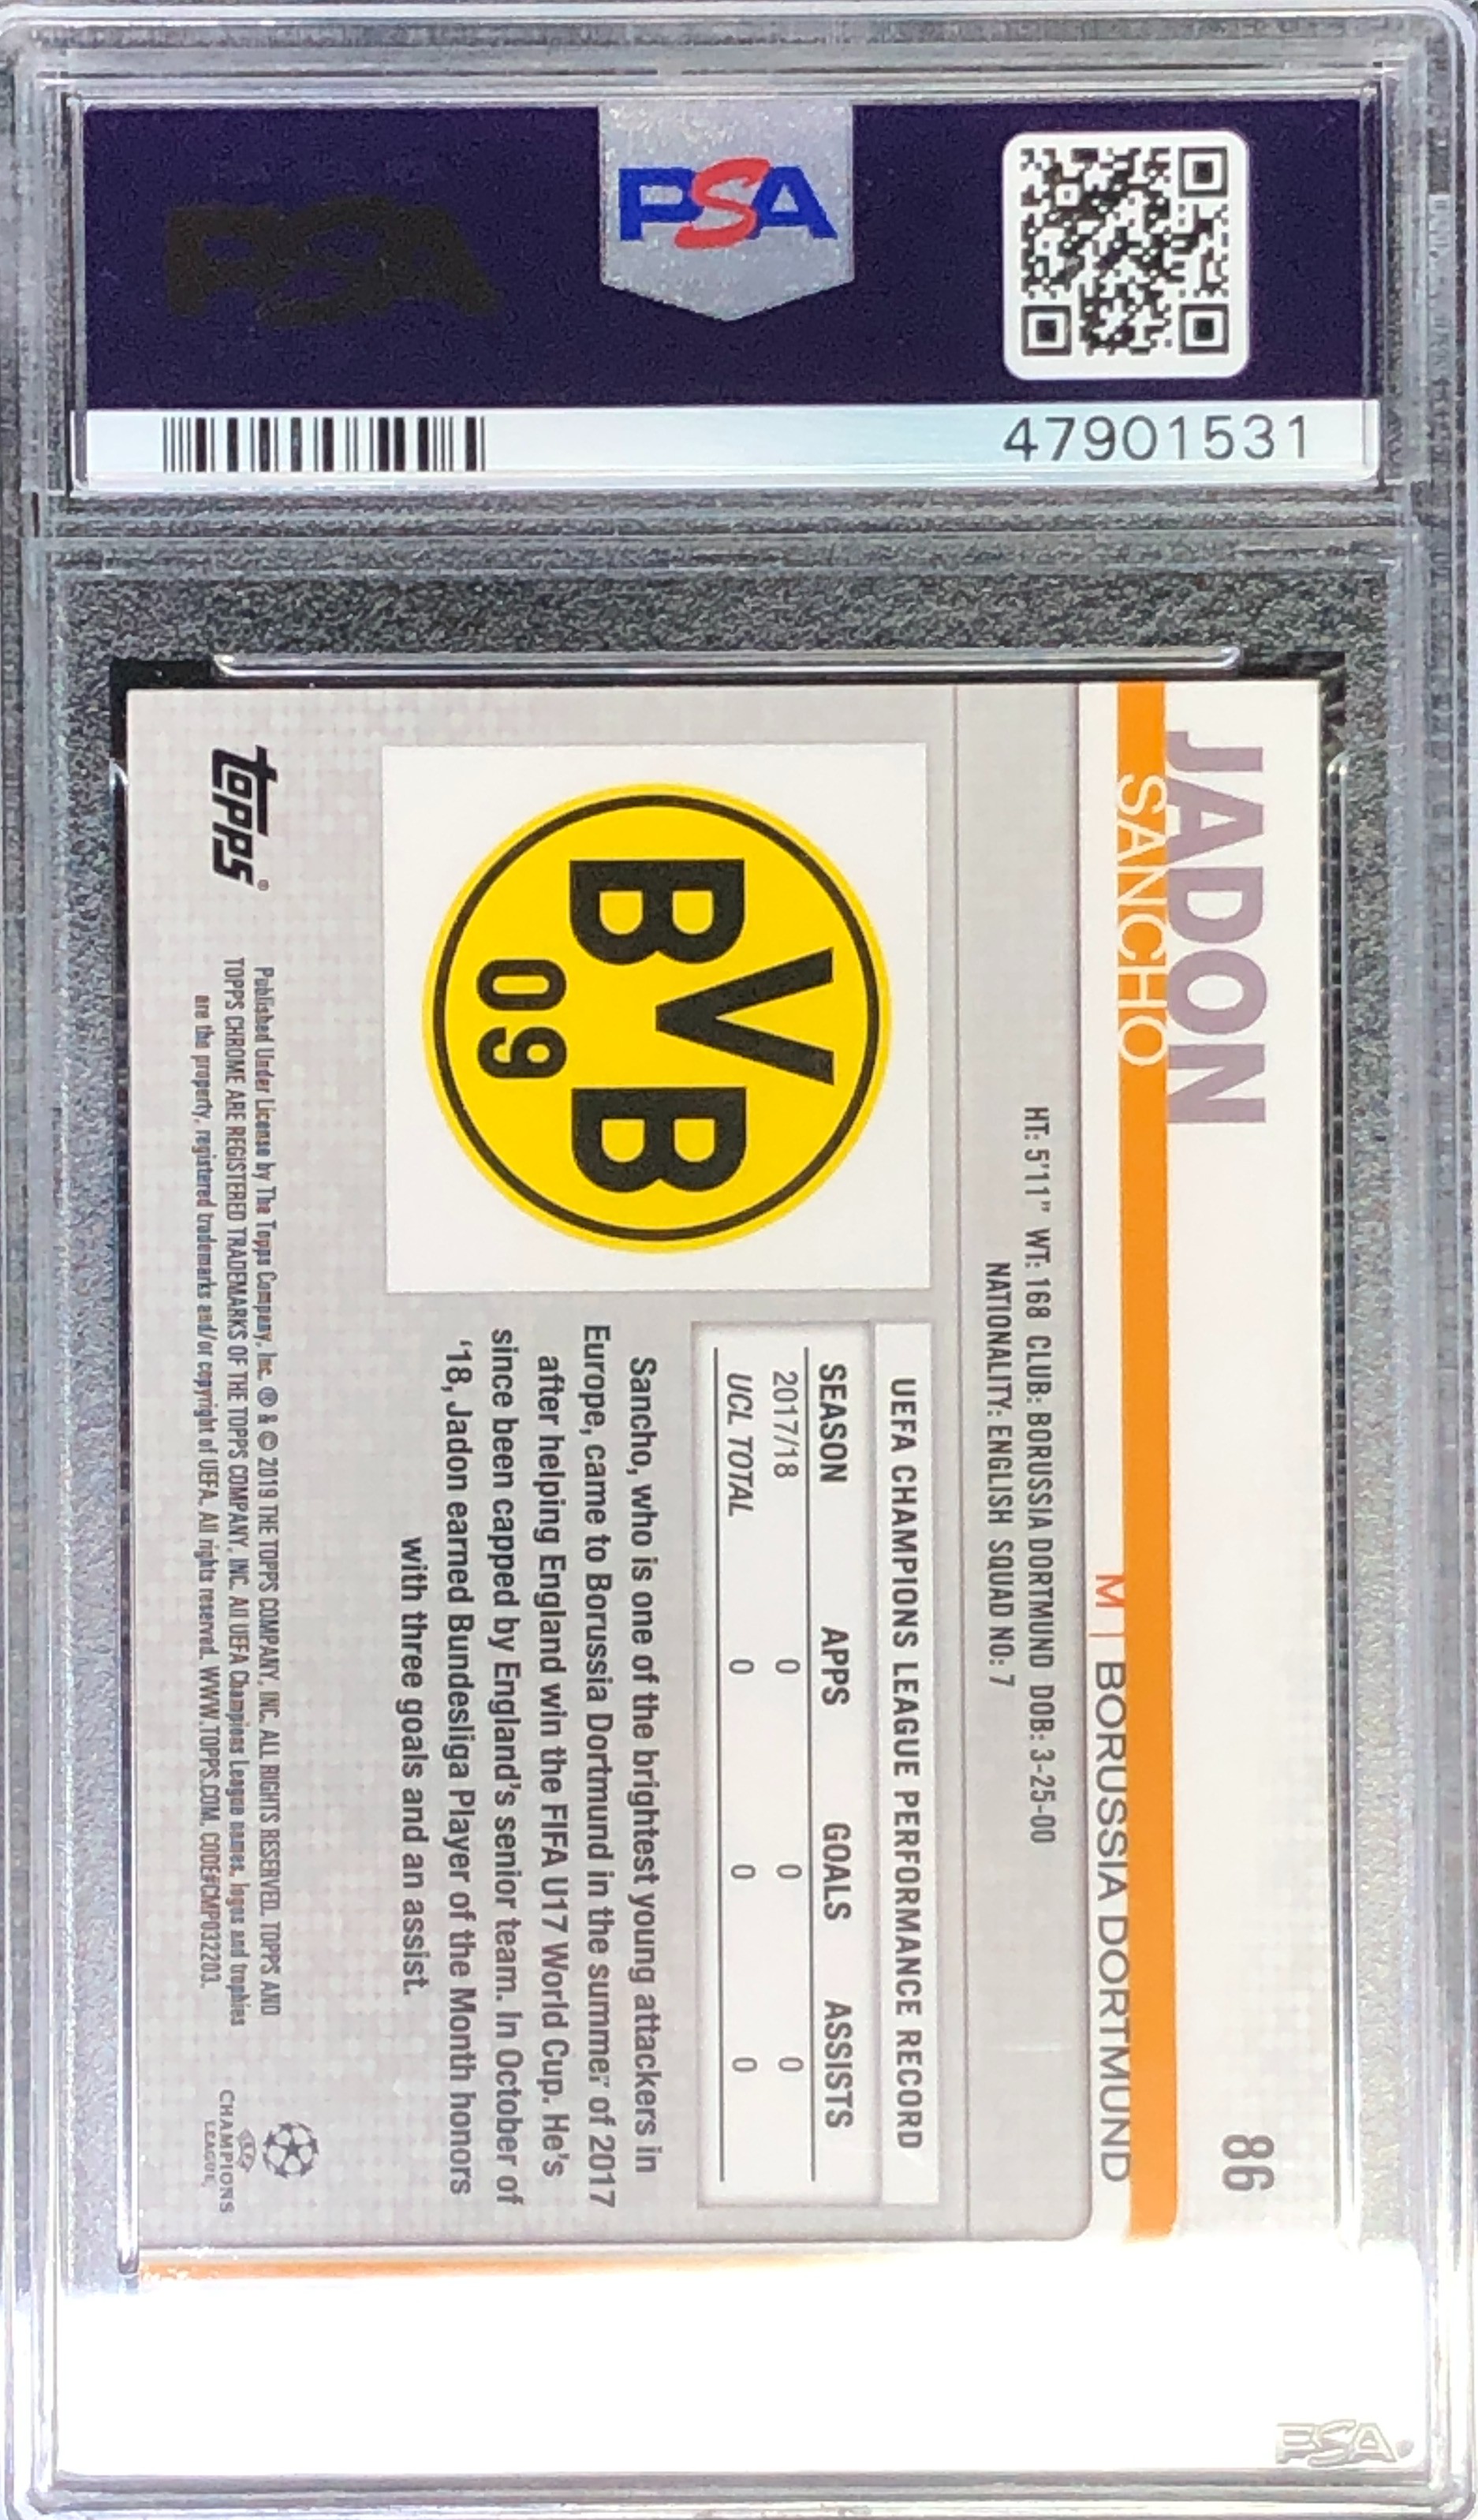 PSA
PSA
47901531
86
JADON
SANCHO
M | BORUSSIA DORTMUND
HT: 5'11" WT: 168 CLUB: BORUSSIA DORTMUND DOB: 3-25-00
NATIONALITY: ENGLISH SQUAD NO: 7
BVB
09
UEFA CHAMPIONS LEAGUE PERFORMANCE RECORD
SEASON APPS GOALS ASSISTS
2017/18 0 0 0
UCL TOTAL 0 0 0
Sancho, who is one of the brightest young attackers in
Europe, came to Borussia Dortmund in the summer of 2017
after helping England win the FIFA U17 World Cup. He's
since been capped by England's senior team. In October of
'18, Jadon earned Bundesliga Player of the Month honors
with three goals and an assist.
topps®
Published Under License by The Topps Company, Inc. ® & © 2019 THE TOPPS COMPANY, INC. ALL RIGHTS RESERVED. TOPPS AND
TOPPS CHROME ARE REGISTERED TRADEMARKS OF THE TOPPS COMPANY, INC. All UEFA Champions League names, logos and trophies
are the property, registered trademarks and/or copyright of UEFA. All rights reserved. WWW.TOPPS.COM. CODE#CMP032203.
CHAMPIONS
LEAGUE
PSA